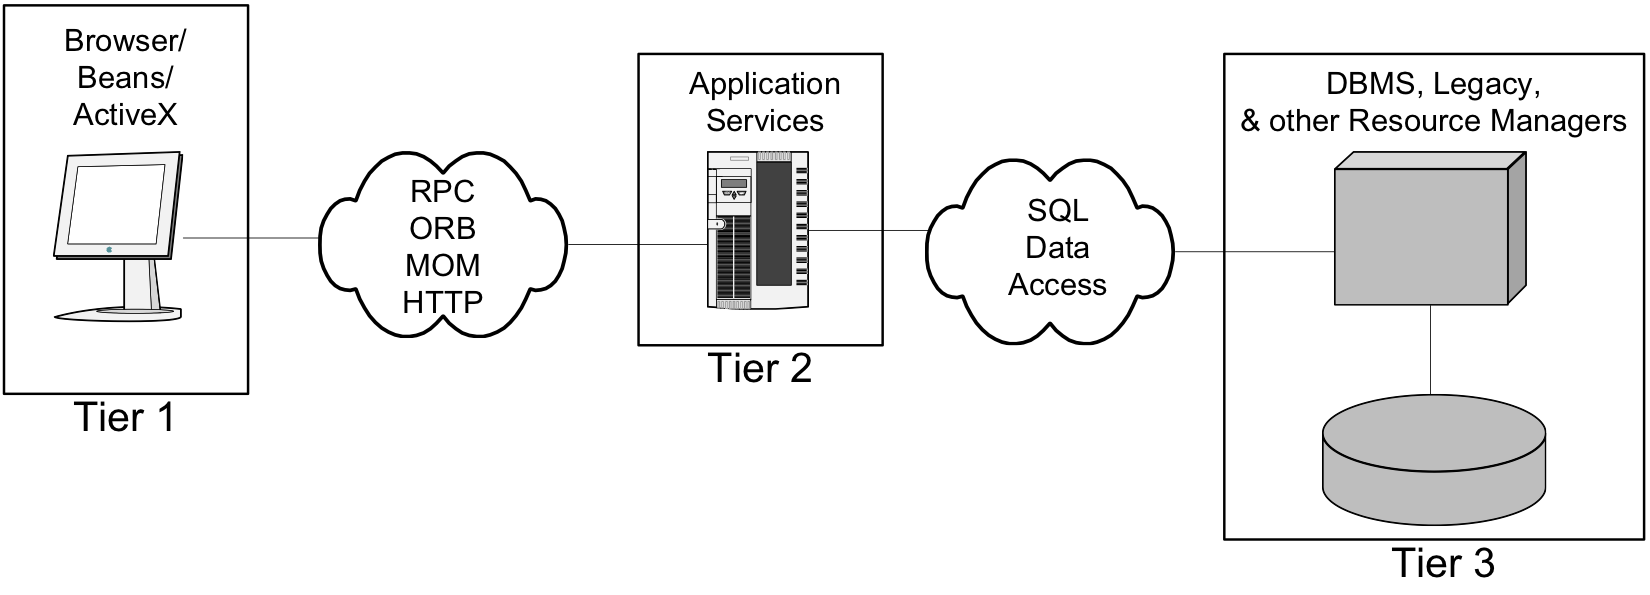 Browser/
Beans/
ActiveX
Tier 1
RPC
ORB
MOM
HTTP
Application
Services
Tier 2
SQL
Data
Access
DBMS, Legacy,
& other Resource Managers
Tier 3